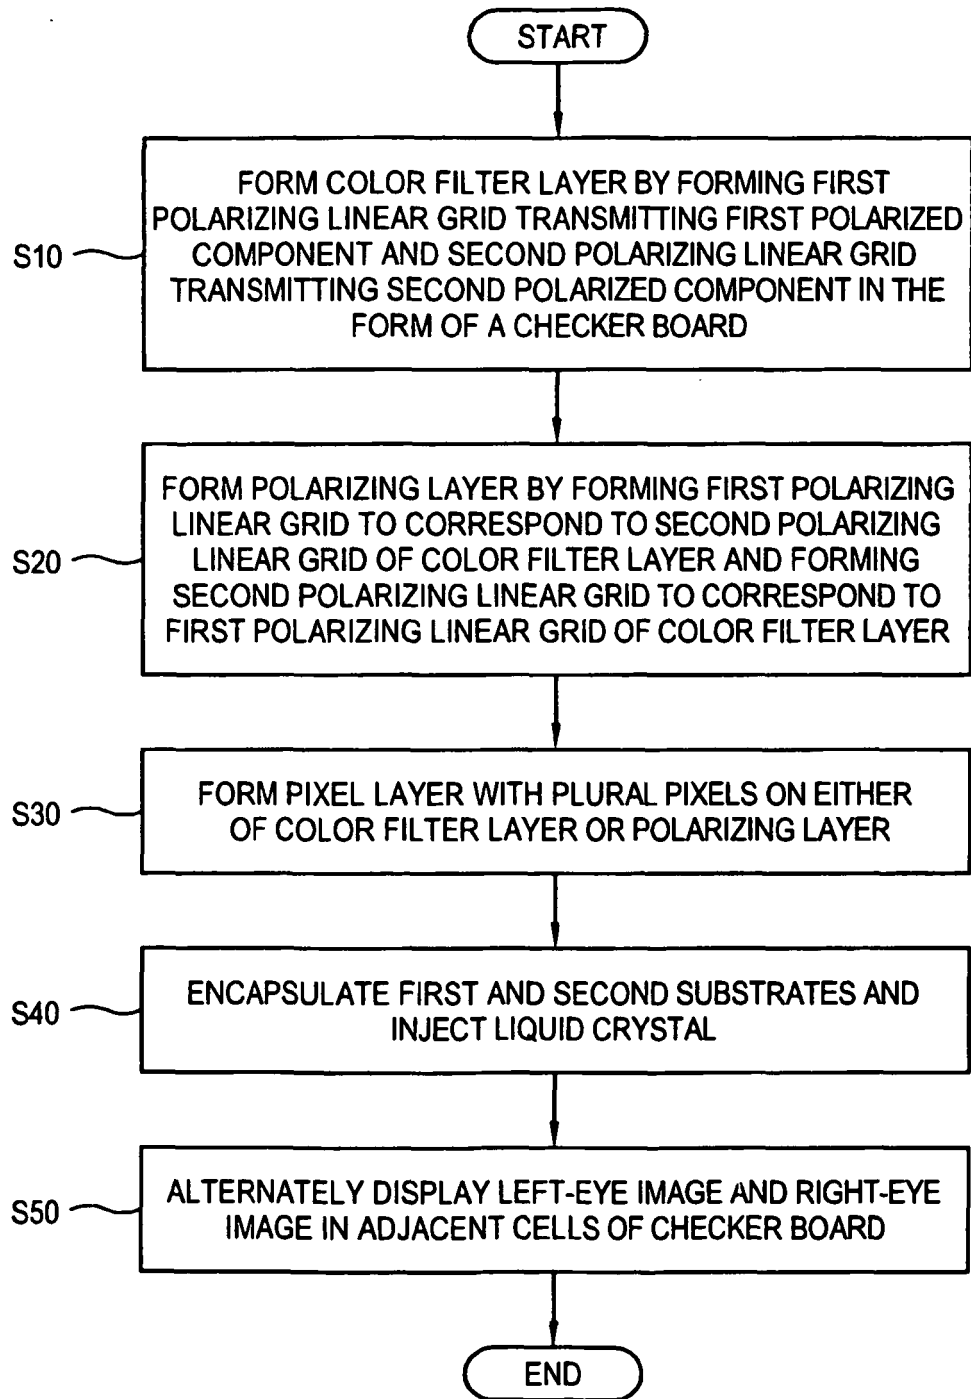 START
S10
FORM COLOR FILTER LAYER BY FORMING FIRST
POLARIZING LINEAR GRID TRANSMITTING FIRST POLARIZED
COMPONENT AND SECOND POLARIZING LINEAR GRID
TRANSMITTING SECOND POLARIZED COMPONENT IN THE
FORM OF A CHECKER BOARD
S20
FORM POLARIZING LAYER BY FORMING FIRST POLARIZING
LINEAR GRID TO CORRESPOND TO SECOND POLARIZING
LINEAR GRID OF COLOR FILTER LAYER AND FORMING
SECOND POLARIZING LINEAR GRID TO CORRESPOND TO
FIRST POLARIZING LINEAR GRID OF COLOR FILTER LAYER
S30
FORM PIXEL LAYER WITH PLURAL PIXELS ON EITHER
OF COLOR FILTER LAYER OR POLARIZING LAYER
S40
ENCAPSULATE FIRST AND SECOND SUBSTRATES AND
INJECT LIQUID CRYSTAL
S50
ALTERNATELY DISPLAY LEFT-EYE IMAGE AND RIGHT-EYE
IMAGE IN ADJACENT CELLS OF CHECKER BOARD
END